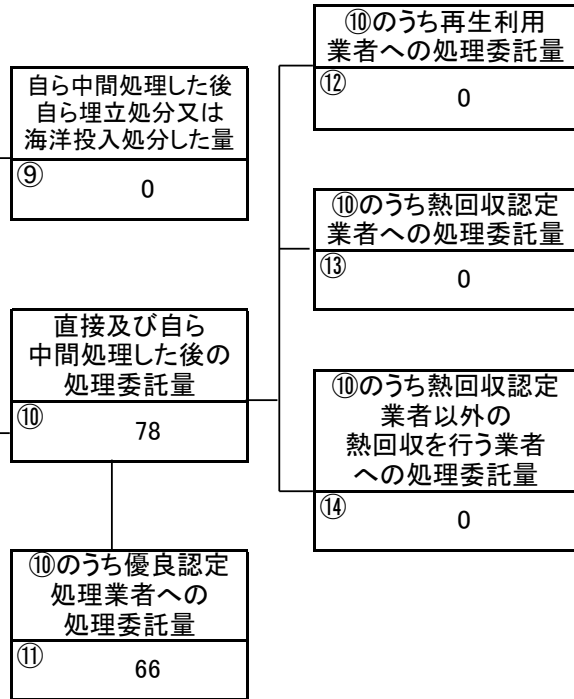 自ら中間処理した後
自ら埋立処分又は
海洋投入処分した量
⑨
0
直接及び自ら
中間処理した後の
処理委託量
⑩
78
⑩のうち優良認定
処理業者への
処理委託量
⑪
66
⑩のうち再生利用
業者への処理委託量
⑫
0
⑩のうち熱回収認定
業者への処理委託量
⑬
0
⑩のうち熱回収認定
業者以外の
熱回収を行う業者
への処理委託量
⑭
0